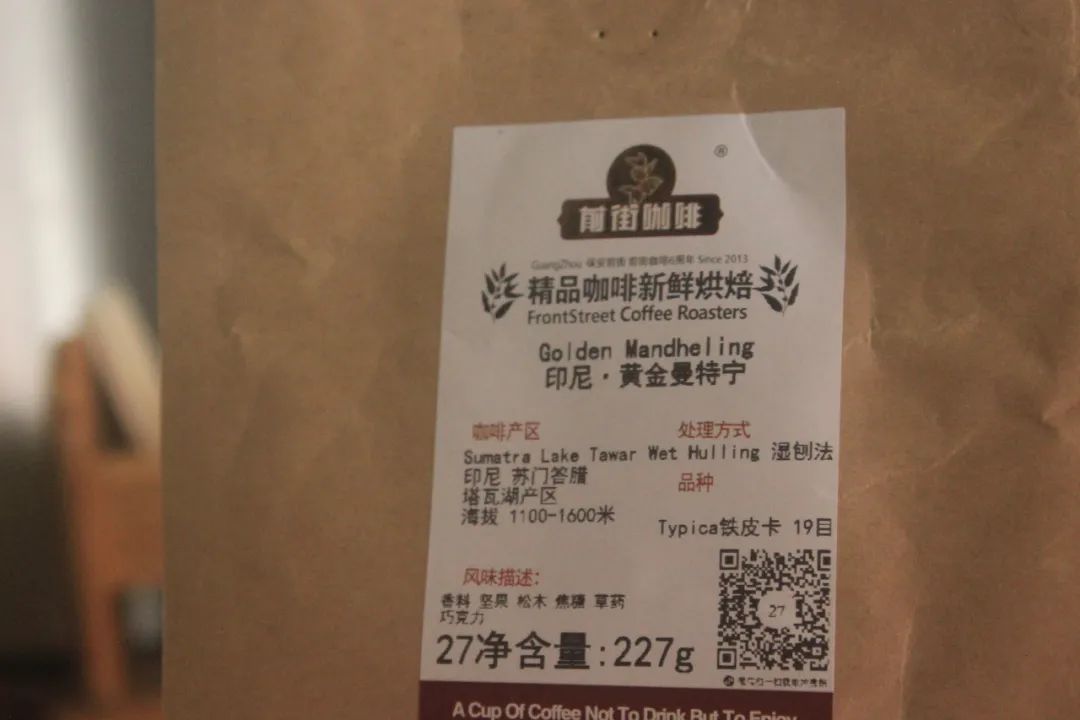 ®
前街咖啡
GuangZhou 保安前街 前街咖啡6周年 Since 2013
精品咖啡新鲜烘焙
FrontStreet Coffee Roasters
Golden Mandheling
印尼·黄金曼特宁
咖啡产区
处理方式
Sumatra Lake Tawar Wet Hulling 湿刨法
印尼 苏门答腊
品种
塔瓦湖产区
海拔 1100-1600米
Typica铁皮卡 19目
风味描述:
香料 坚果 松木 焦糖 草药
巧克力
27
27净含量:227g
A Cup Of Coffee Not To Drink But To Enjoy